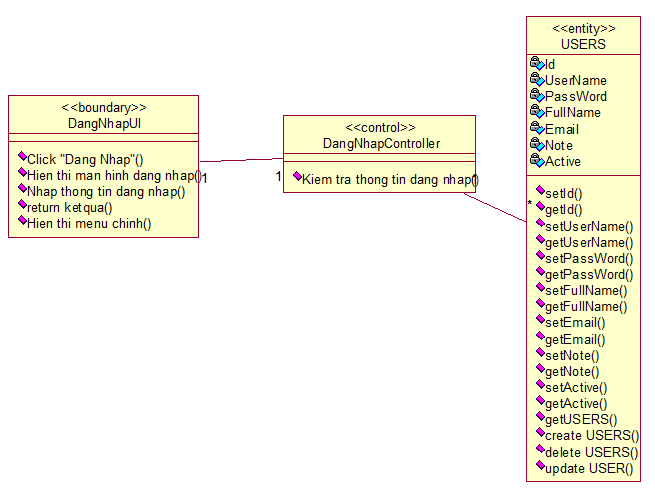 <<boundary>>
DangNhapUI
Click "Dang Nhap"()
Hien thi man hinh dang nhap()
Nhap thong tin dang nhap()
return ketqua()
Hien thi menu chinh()
1
1
<<control>>
DangNhapController
Kiem tra thong tin dang nhap()
*
<<entity>>
USERS
Id
UserName
PassWord
FullName
Email
Note
Active
setId()
getId()
setUserName()
getUserName()
setPassWord()
getPassWord()
setFullName()
getFullName()
setEmail()
getEmail()
setNote()
getNote()
setActive()
getActive()
getUSERS()
create USERS()
delete USERS()
update USER()